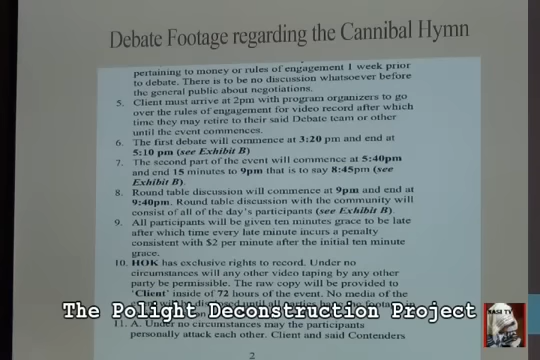 Debate Footage regarding the Cannibal Hymn
pertaining to money or rules of engagement 1 week prior
to debate. There is to be no discussion whatsoever before
the general public about negotiations.
5. Client must arrive at 2pm with program organizers to go
over the rules of engagement for video record after which
time they may retire to their said Debate team or other
until the event commences.
6. The first debate will commence at 3:20 pm and end at
5:10 pm (see Exhibit B)
7. The second part of the event will commence at 5:40pm
and end 15 minutes to 9pm that is to say 8:45pm (see
Exhibit B).
8. Round table discussion will commence at 9pm and end at
9:40pm. Round table discussion with the community will
consist of all of the day's participants (see Exhibit B).
9. All participants will be given ten minutes grace to be late
after which time every late minute incurs a penalty
consistent with $2 per minute after the initial ten minute
grace.
10. HOK has exclusive rights to record. Under no
circumstances will any other video taping by any other
party be permissible. The raw copy will be provided to
'Client' inside of 72 hours of the event. No media of the
The Polight Deconstruction Project
KASI TV
11. A. Under no circumstances may the participants
personally attack each other. Client and said Contenders
2